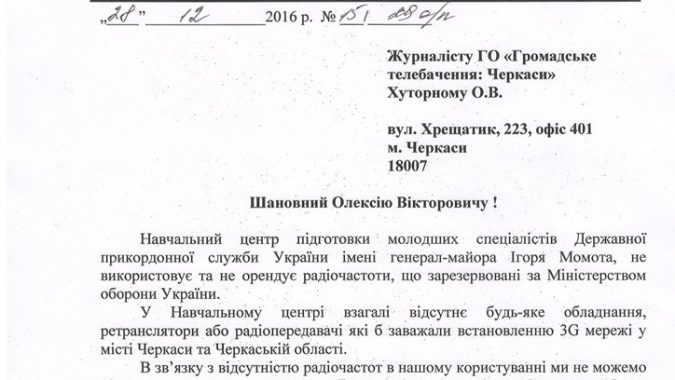 „28” 12 2016 р. № 151
Журналісту ГО «Громадське
телебачення: Черкаси»
Хуторному О.В.
вул. Хрещатик, 223, офіс 401
м. Черкаси
18007
Шановний Олексію Вікторовичу !
Навчальний центр підготовки молодших спеціалістів Державної
прикордонної служби України імені генерал-майора Ігоря Момота, не
використовує та не орендує радіочастоти, що зарезервовані за Міністерством
оборони України.
У Навчальному центрі взагалі відсутнє будь-яке обладнання,
ретранслятори або радіопередавачі які б заважали встановленню 3G мережі у
місті Черкаси та Черкаській області.
В зв'язку з відсутністю радіочастот в нашому користуванні ми не можемо